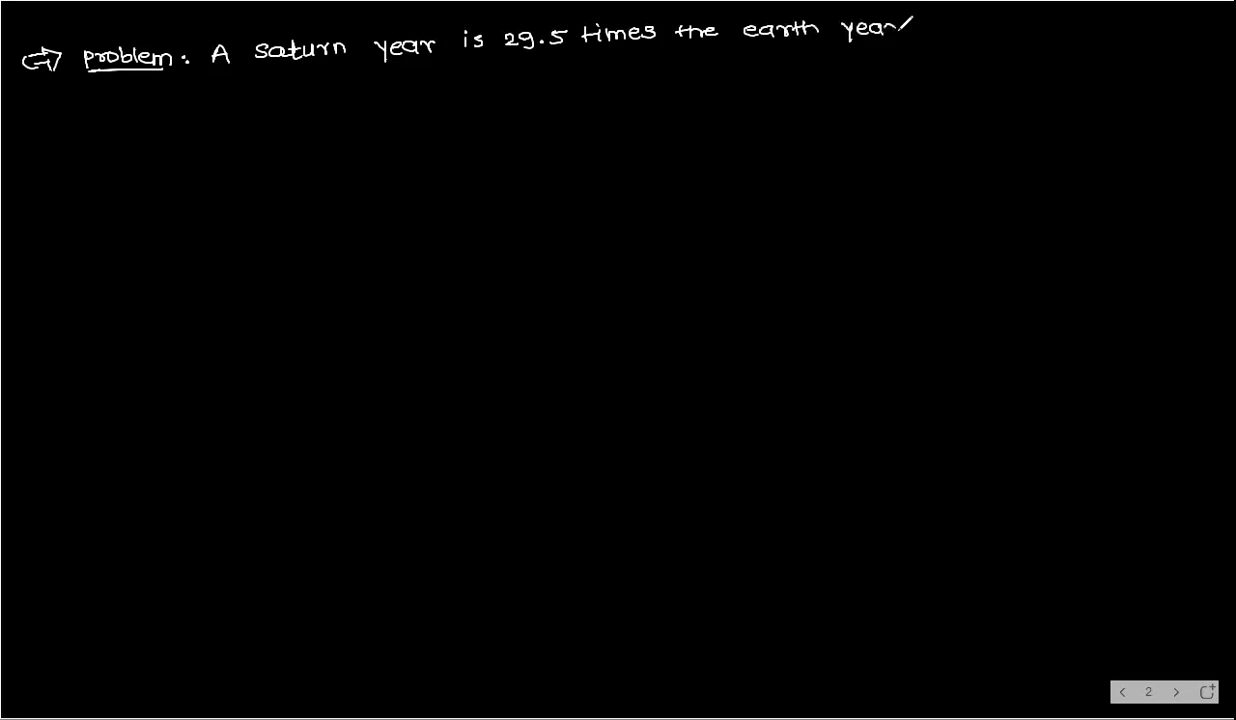 → problem: A saturn year is 29.5 times the earth year
2